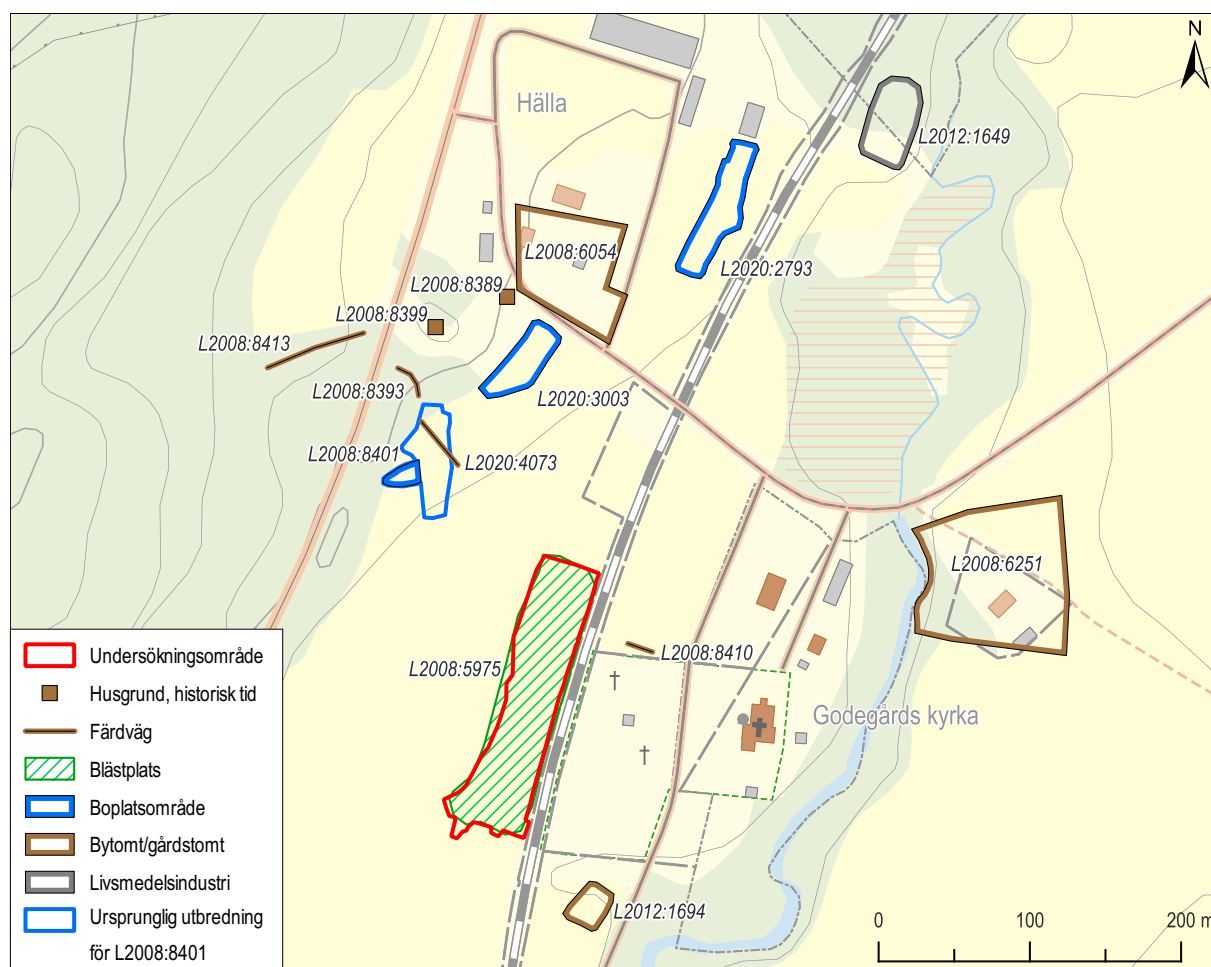 N
Hälla
L2012:1649
L2008:6054
L2020:2793
L2008:8389
L2008:8399
L2008:8413
L2008:8393
L2020:3003
L2008:8401
L2020:4073
L2008:6251
L2008:5975
L2008:8410
Godegårds kyrka
L2012:1694
Undersökningsområde
Husgrund, historisk tid
Färdväg
Blästplats
Boplatsområde
Bytomt/gårdstomt
Livsmedelsindustri
Ursprunglig utbredning
för L2008:8401
0 100 200 m